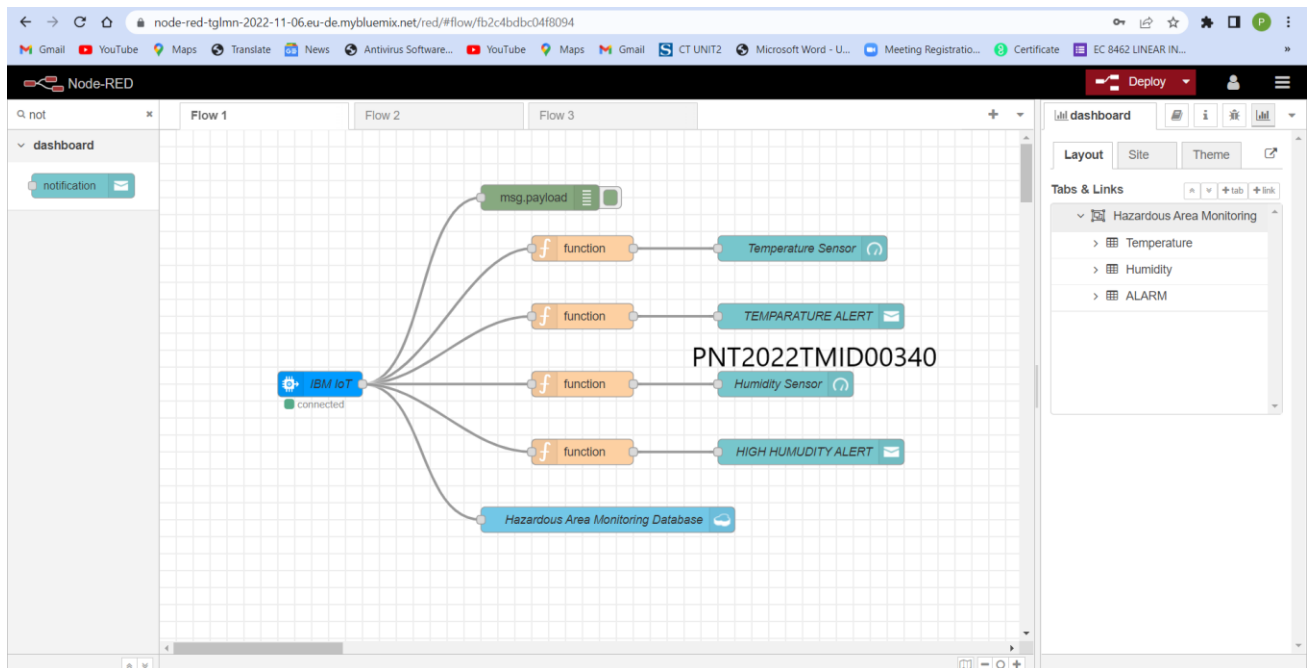 node-red-tglmn-2022-11-06.eu-de.mybluemix.net/red/#flow/fb2c4bdbc04f8094
P
Gmail YouTube Maps Translate News Antivirus Software... YouTube Maps Gmail CT UNIT2 Microsoft Word - U... Meeting Registratio... Certificate EC 8462 LINEAR IN... »
Node-RED Deploy
not × Flow 1 Flow 2 Flow 3 + dashboard i
dashboard
Layout Site Theme
notification
Tabs & Links +tab +link
msg.payload
Hazardous Area Monitoring
function Temperature Sensor
Temperature
Humidity
ALARM
function TEMPARATURE ALERT
PNT2022TMID00340
IBM IoT function Humidity Sensor
connected
function HIGH HUMUDITY ALERT
Hazardous Area Monitoring Database